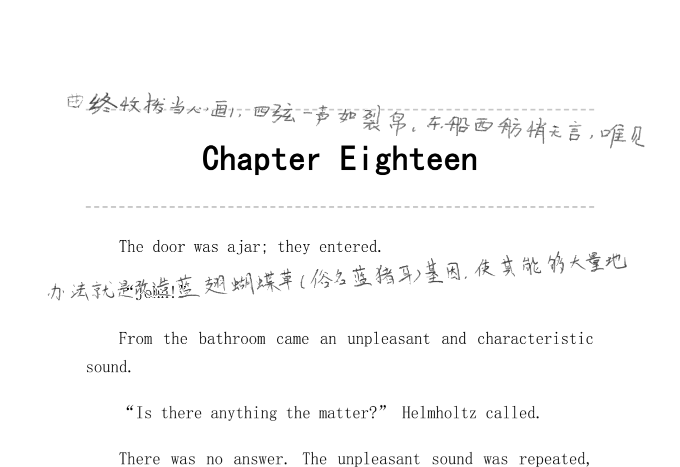 曲终收拨当心画，四弦一声如裂帛。东船西舫悄无言，唯见
Chapter Eighteen
The door was ajar; they entered.
办法就是改造蓝翅蝴蝶草(俗名蓝猪耳)基因，使其能够大量地
“John!”
From the bathroom came an unpleasant and characteristic
sound.
“Is there anything the matter?” Helmholtz called.
There was no answer. The unpleasant sound was repeated,